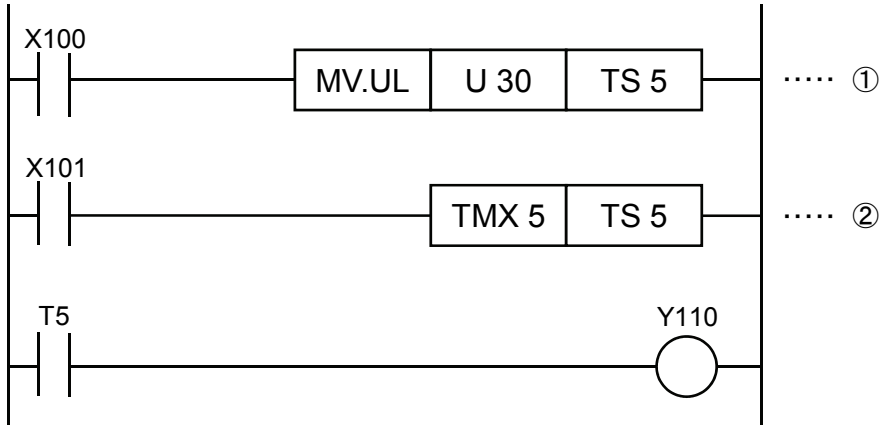 X100
MV.UL U 30 TS 5 ····· ①
X101
TMX 5 TS 5 ····· ②
T5 Y110